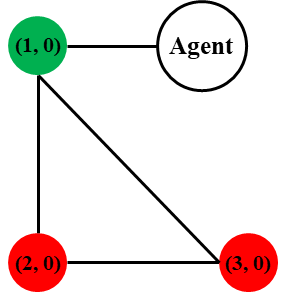 (1, 0) Agent
(2, 0) (3, 0)